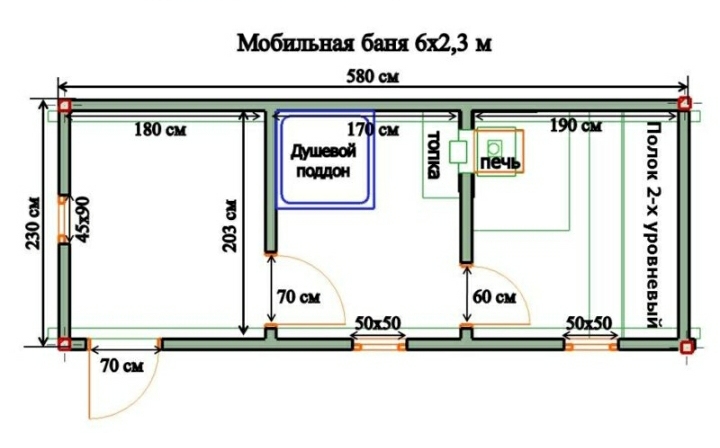 Мобильная баня 6х2,3 м
580 см
180 см
170 см
190 см
Душевой
поддон
топка
печь
Полок 2-х уровневый
230 см
45х90
203 см
70 см
60 см
50х50
50х50
70 см